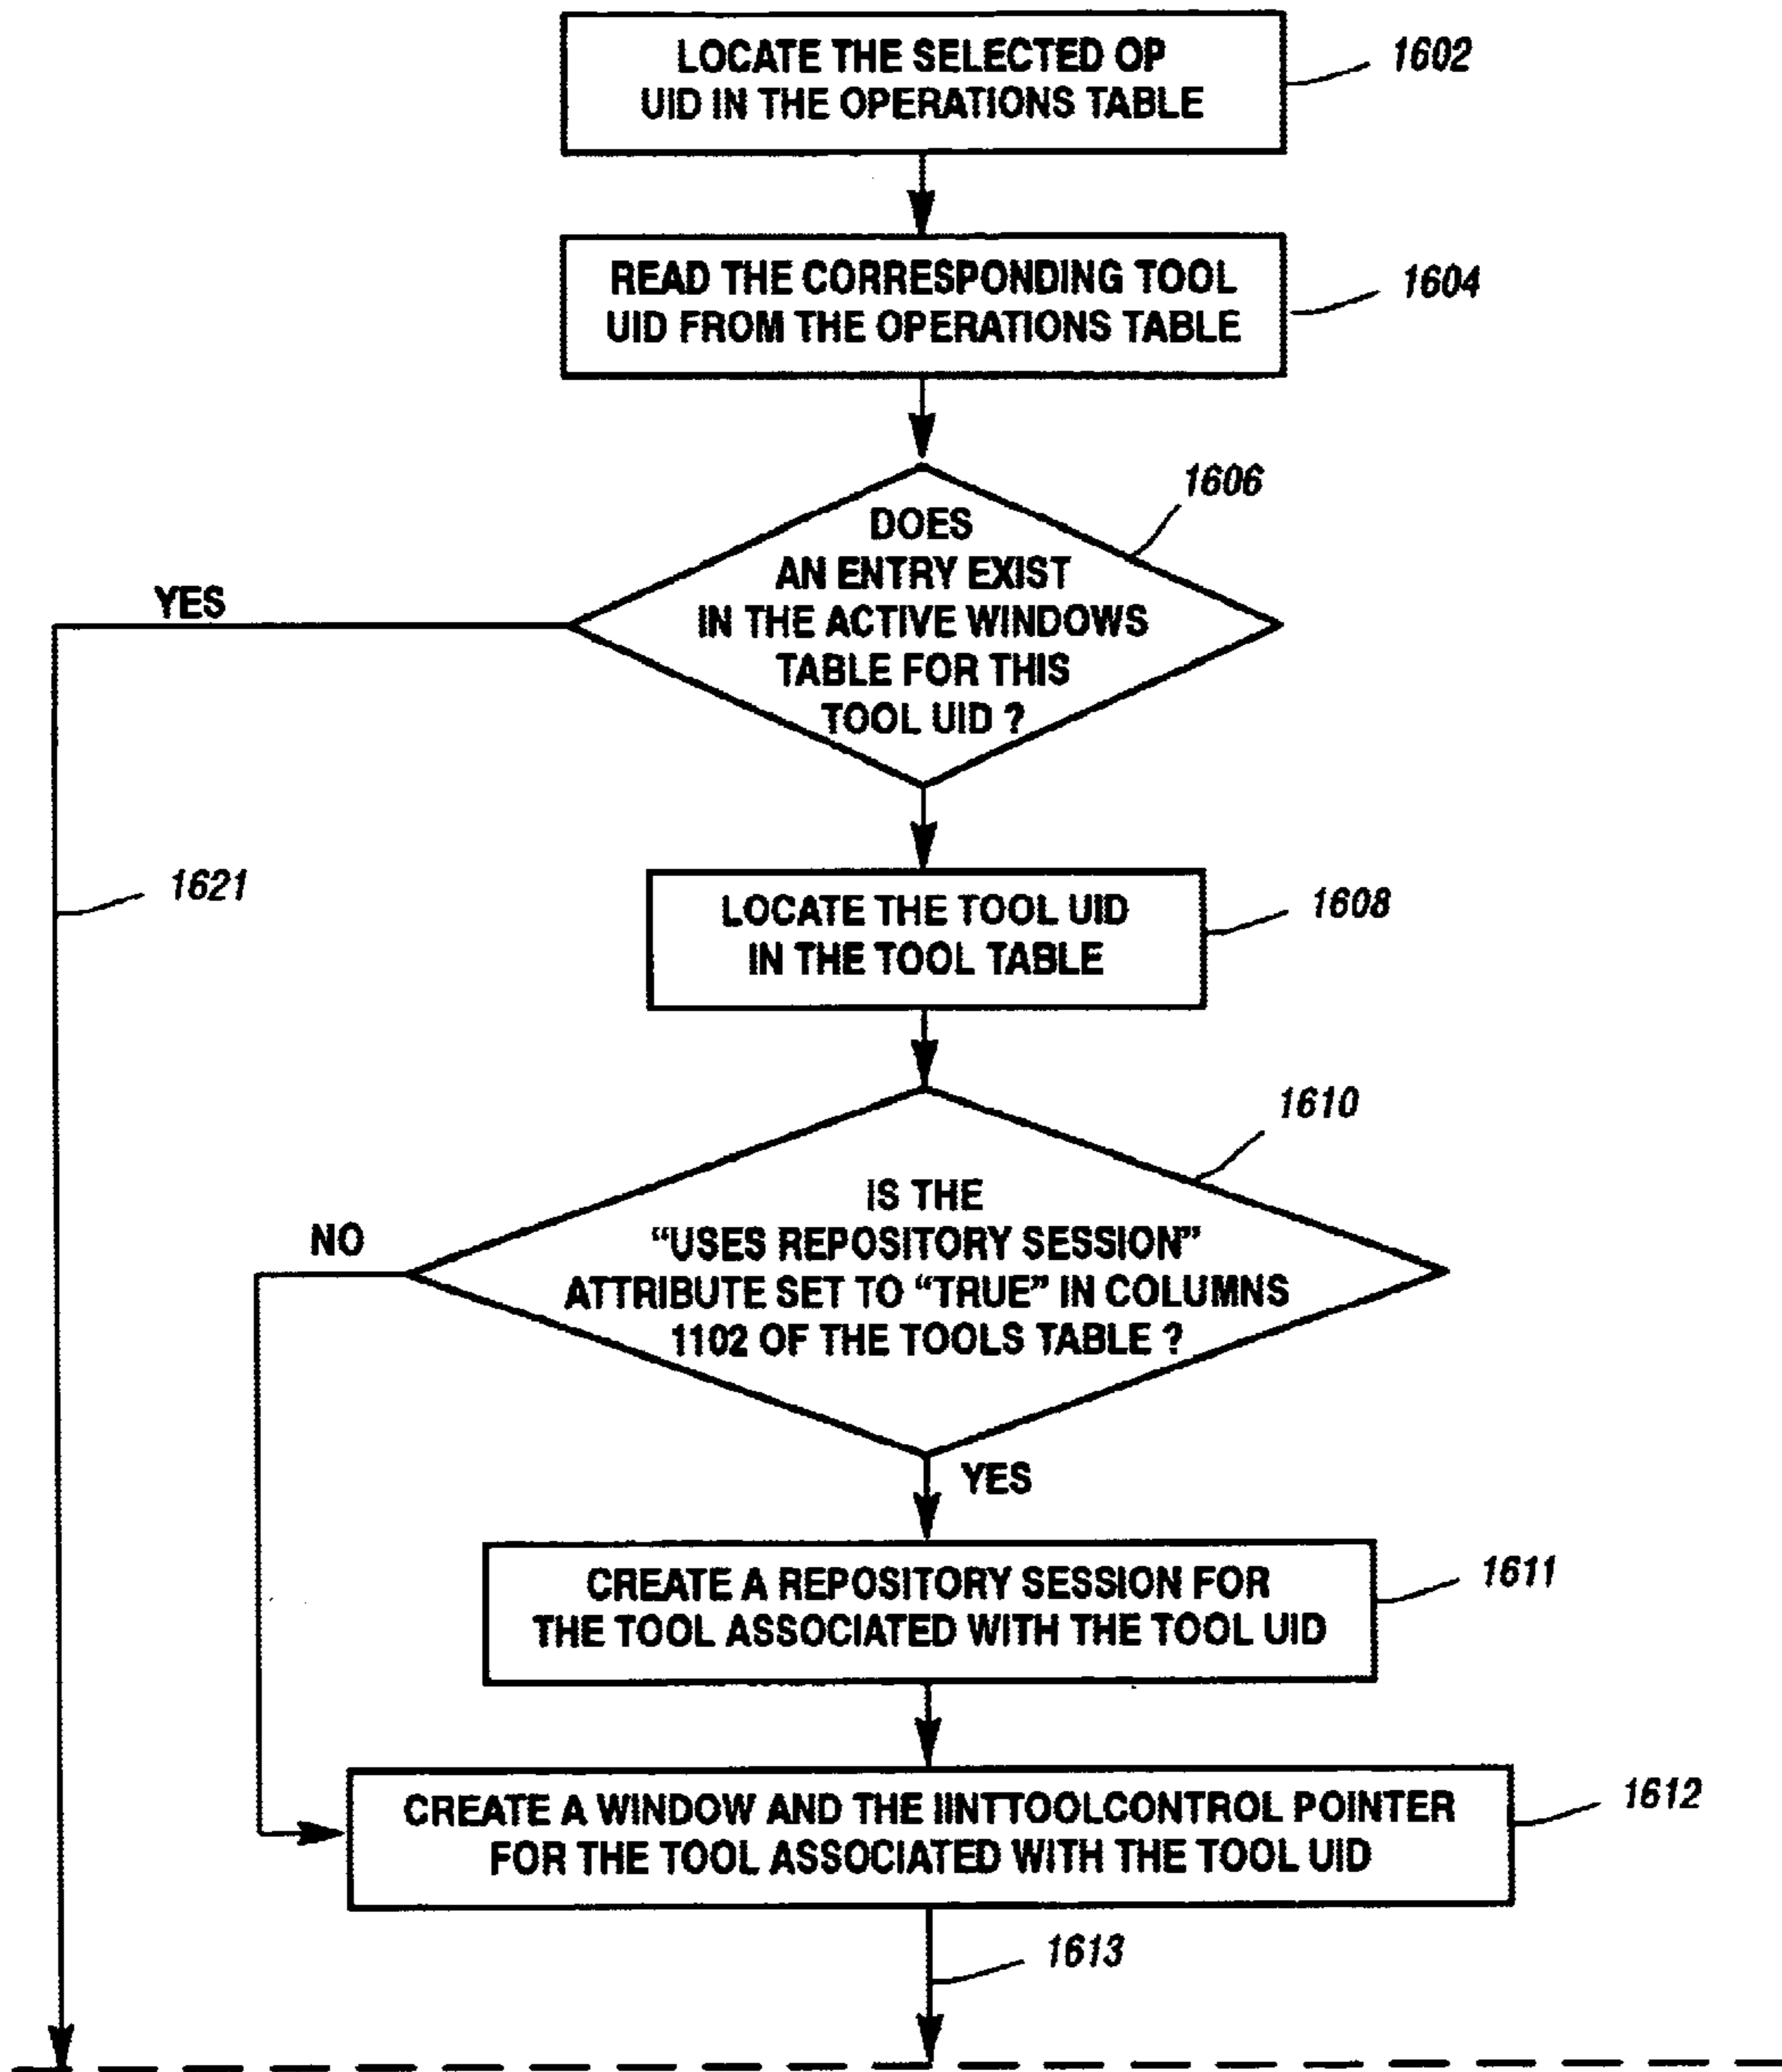 LOCATE THE SELECTED OP
UID IN THE OPERATIONS TABLE
1602
READ THE CORRESPONDING TOOL
UID FROM THE OPERATIONS TABLE
1604
1606
DOES
AN ENTRY EXIST
IN THE ACTIVE WINDOWS
TABLE FOR THIS
TOOL UID ?
YES
1621
LOCATE THE TOOL UID
IN THE TOOL TABLE
1608
1610
IS THE
“USES REPOSITORY SESSION”
ATTRIBUTE SET TO “TRUE” IN COLUMNS
1102 OF THE TOOLS TABLE ?
NO
YES
CREATE A REPOSITORY SESSION FOR
THE TOOL ASSOCIATED WITH THE TOOL UID
1611
CREATE A WINDOW AND THE IINTTOOLCONTROL POINTER
FOR THE TOOL ASSOCIATED WITH THE TOOL UID
1612
1613